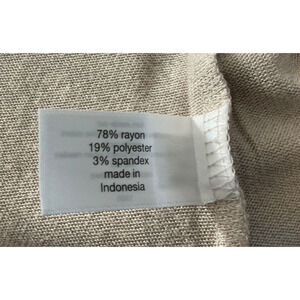 78% rayon
19% polyester
3% spandex
made in
Indonesia